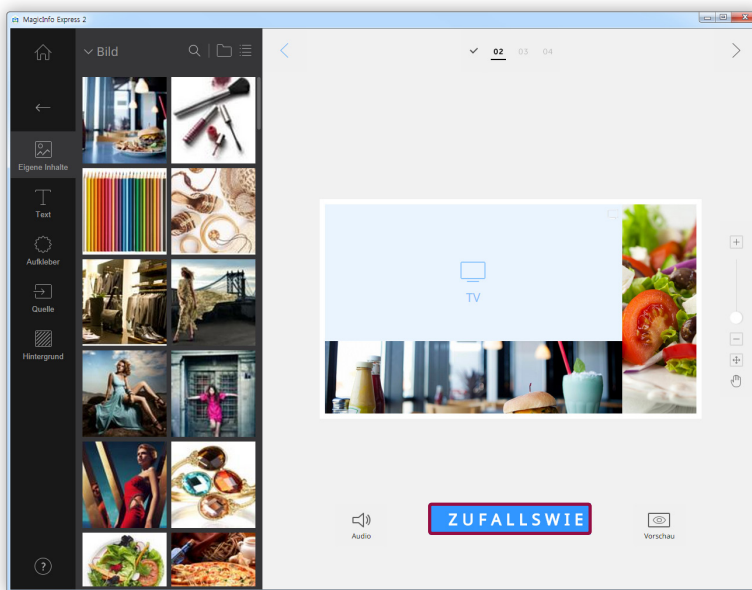 MagicInfo Express 2
Bild
02 03 04
Eigene Inhalte
Text
Aufkleber
Quelle
Hintergrund
TV
Audio
ZUFALLSWIE
Vorschau
?